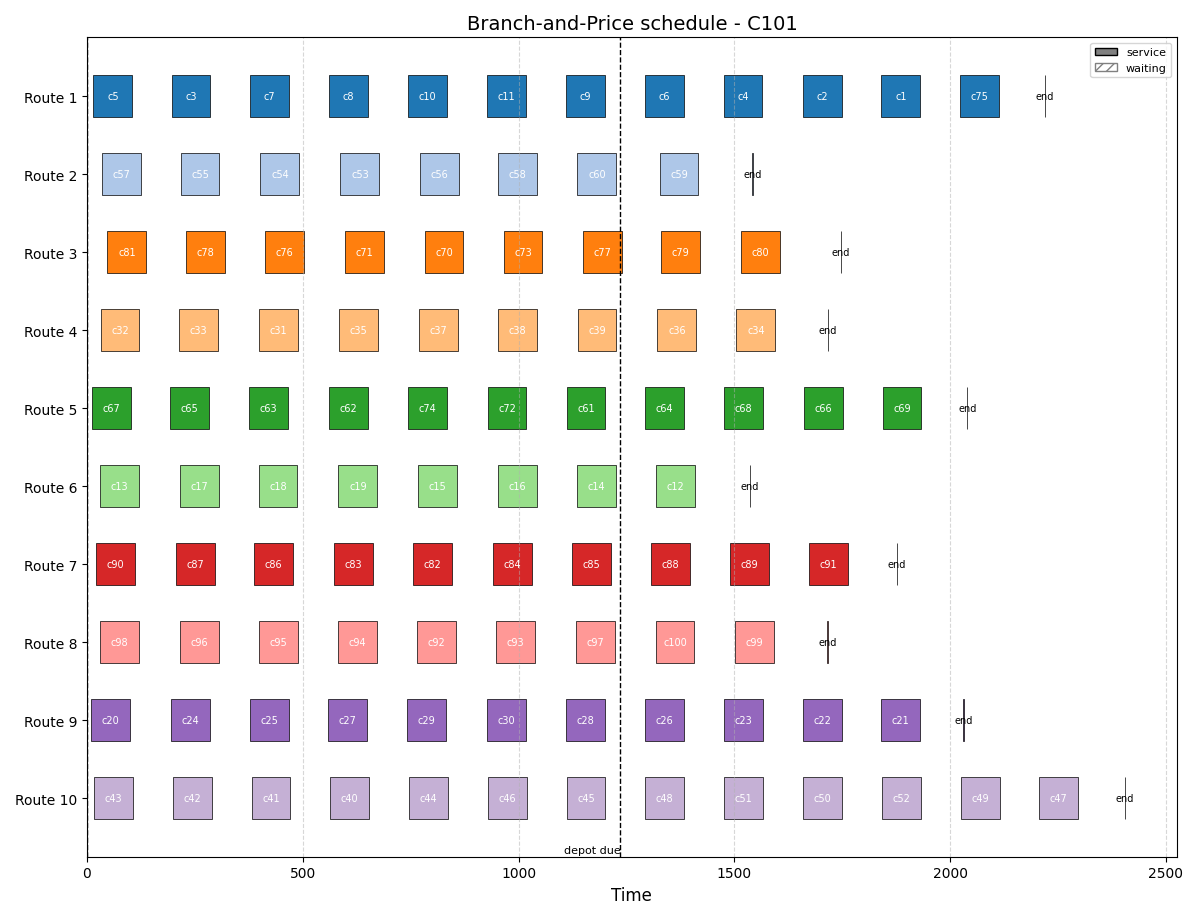 Branch-and-Price schedule - C101
service
waiting
Route 1 c5 c3 c7 c8 c10 c11 c9 c6 c4 c2 c1 c75 end
Route 2 c57 c55 c54 c53 c56 c58 c60 c59 end
Route 3 c81 c78 c76 c71 c70 c73 c77 c79 c80 end
Route 4 c32 c33 c31 c35 c37 c38 c39 c36 c34 end
Route 5 c67 c65 c63 c62 c74 c72 c61 c64 c68 c66 c69 end
Route 6 c13 c17 c18 c19 c15 c16 c14 c12 end
Route 7 c90 c87 c86 c83 c82 c84 c85 c88 c89 c91 end
Route 8 c98 c96 c95 c94 c92 c93 c97 c100 c99 end
Route 9 c20 c24 c25 c27 c29 c30 c28 c26 c23 c22 c21 end
Route 10 c43 c42 c41 c40 c44 c46 c45 c48 c51 c50 c52 c49 c47 end
depot due
0 500 1000 1500 2000 2500
Time